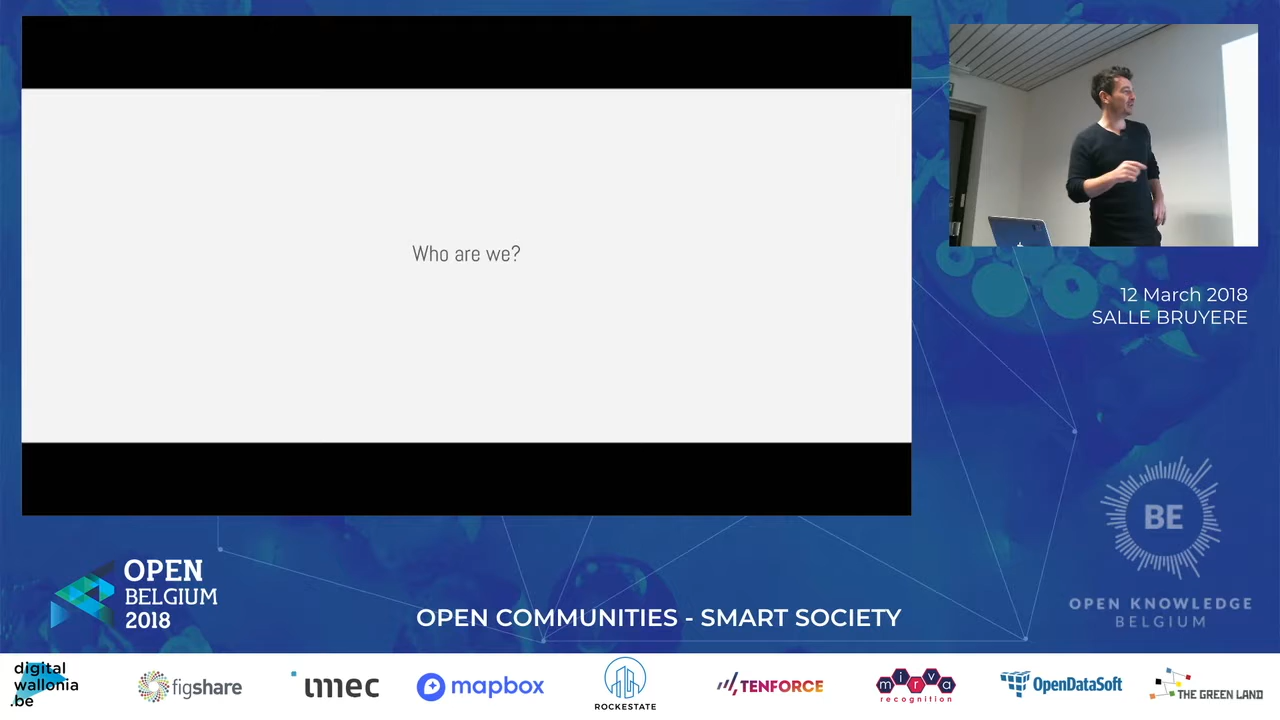 Who are we?
12 March 2018
SALLE BRUYERE
BE
OPEN KNOWLEDGE
BELGIUM
OPEN
BELGIUM
2018
OPEN COMMUNITIES - SMART SOCIETY
digital
wallonia
.be
figshare
imec
mapbox
ROCKESTATE
TENFORCE
mirva
recognition
OpenDataSoft
THE GREEN LAND